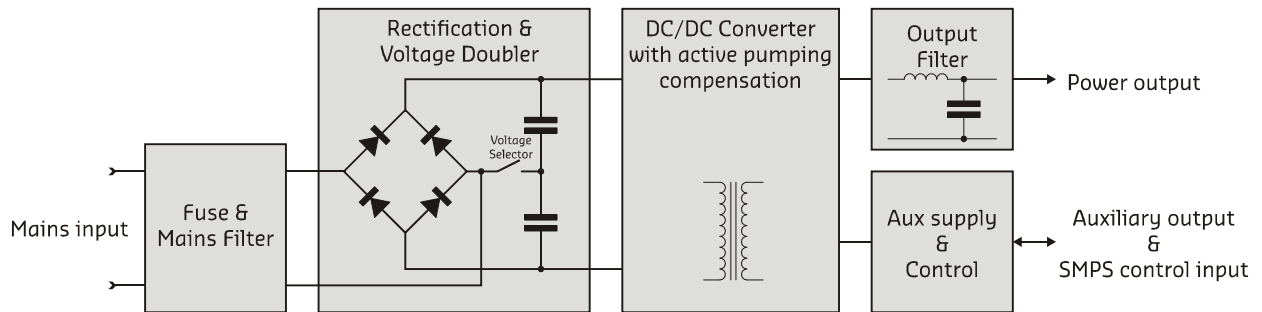 Mains input
Fuse &
Mains Filter
Rectification &
Voltage Doubler
Voltage
Selector
DC/DC Converter
with active pumping
compensation
Output
Filter
Power output
Aux supply
&
Control
Auxiliary output
&
SMPS control input